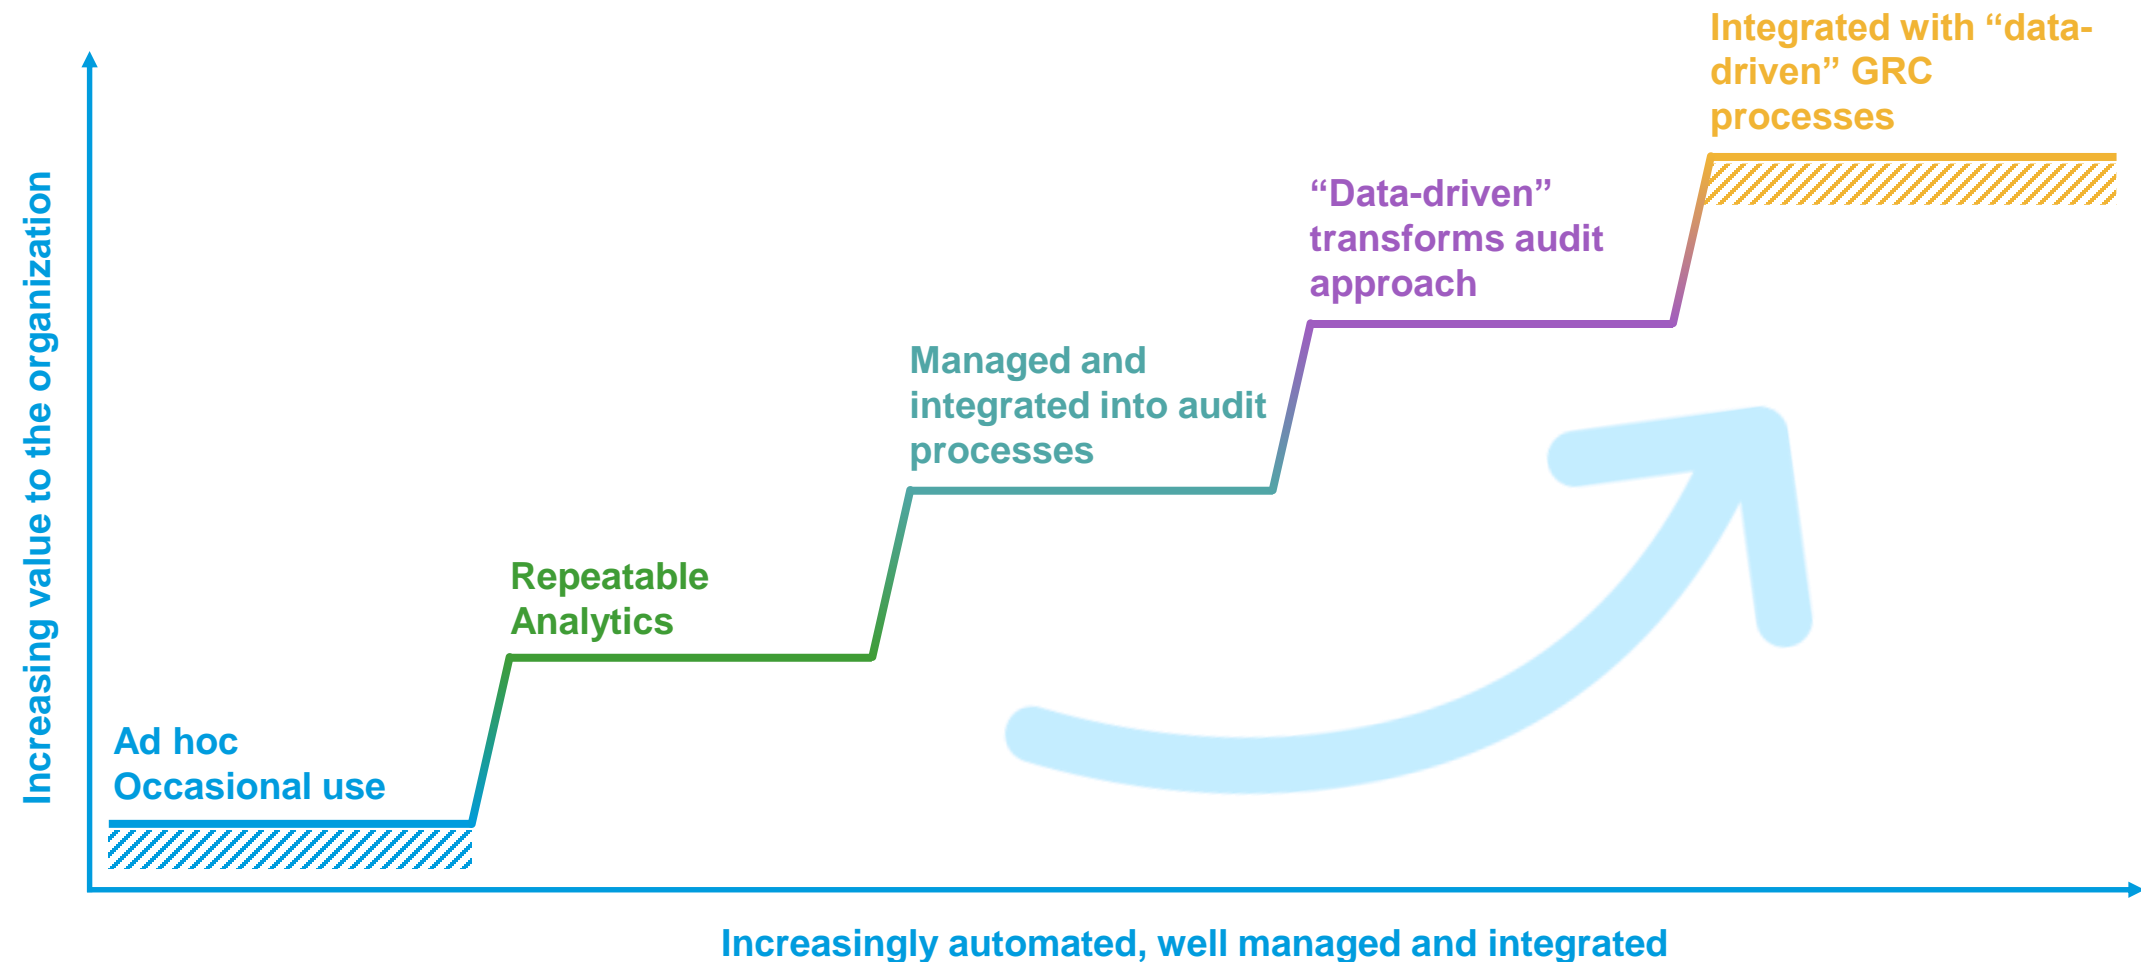 Integrated with “data-
driven” GRC
processes
“Data-driven”
transforms audit
approach
Managed and
integrated into audit
processes
Repeatable
Analytics
Ad hoc
Occasional use
Increasing value to the organization
Increasingly automated, well managed and integrated